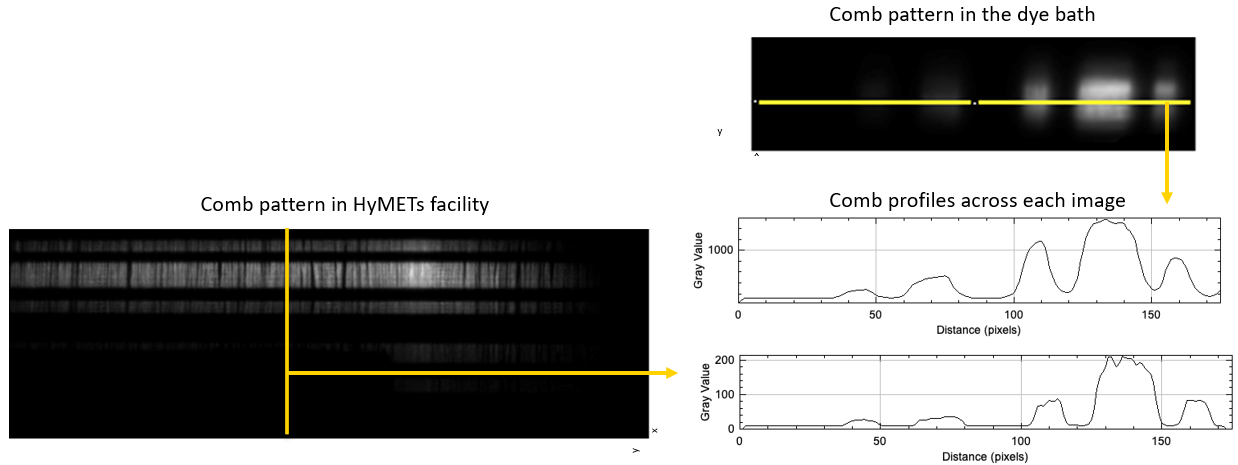 Comb pattern in the dye bath
y
^
Comb pattern in HyMETs facility
x
y
Comb profiles across each image
Gray Value
1000
0
50
100
150
Distance (pixels)
Gray Value
200
100
0
0
50
100
150
Distance (pixels)